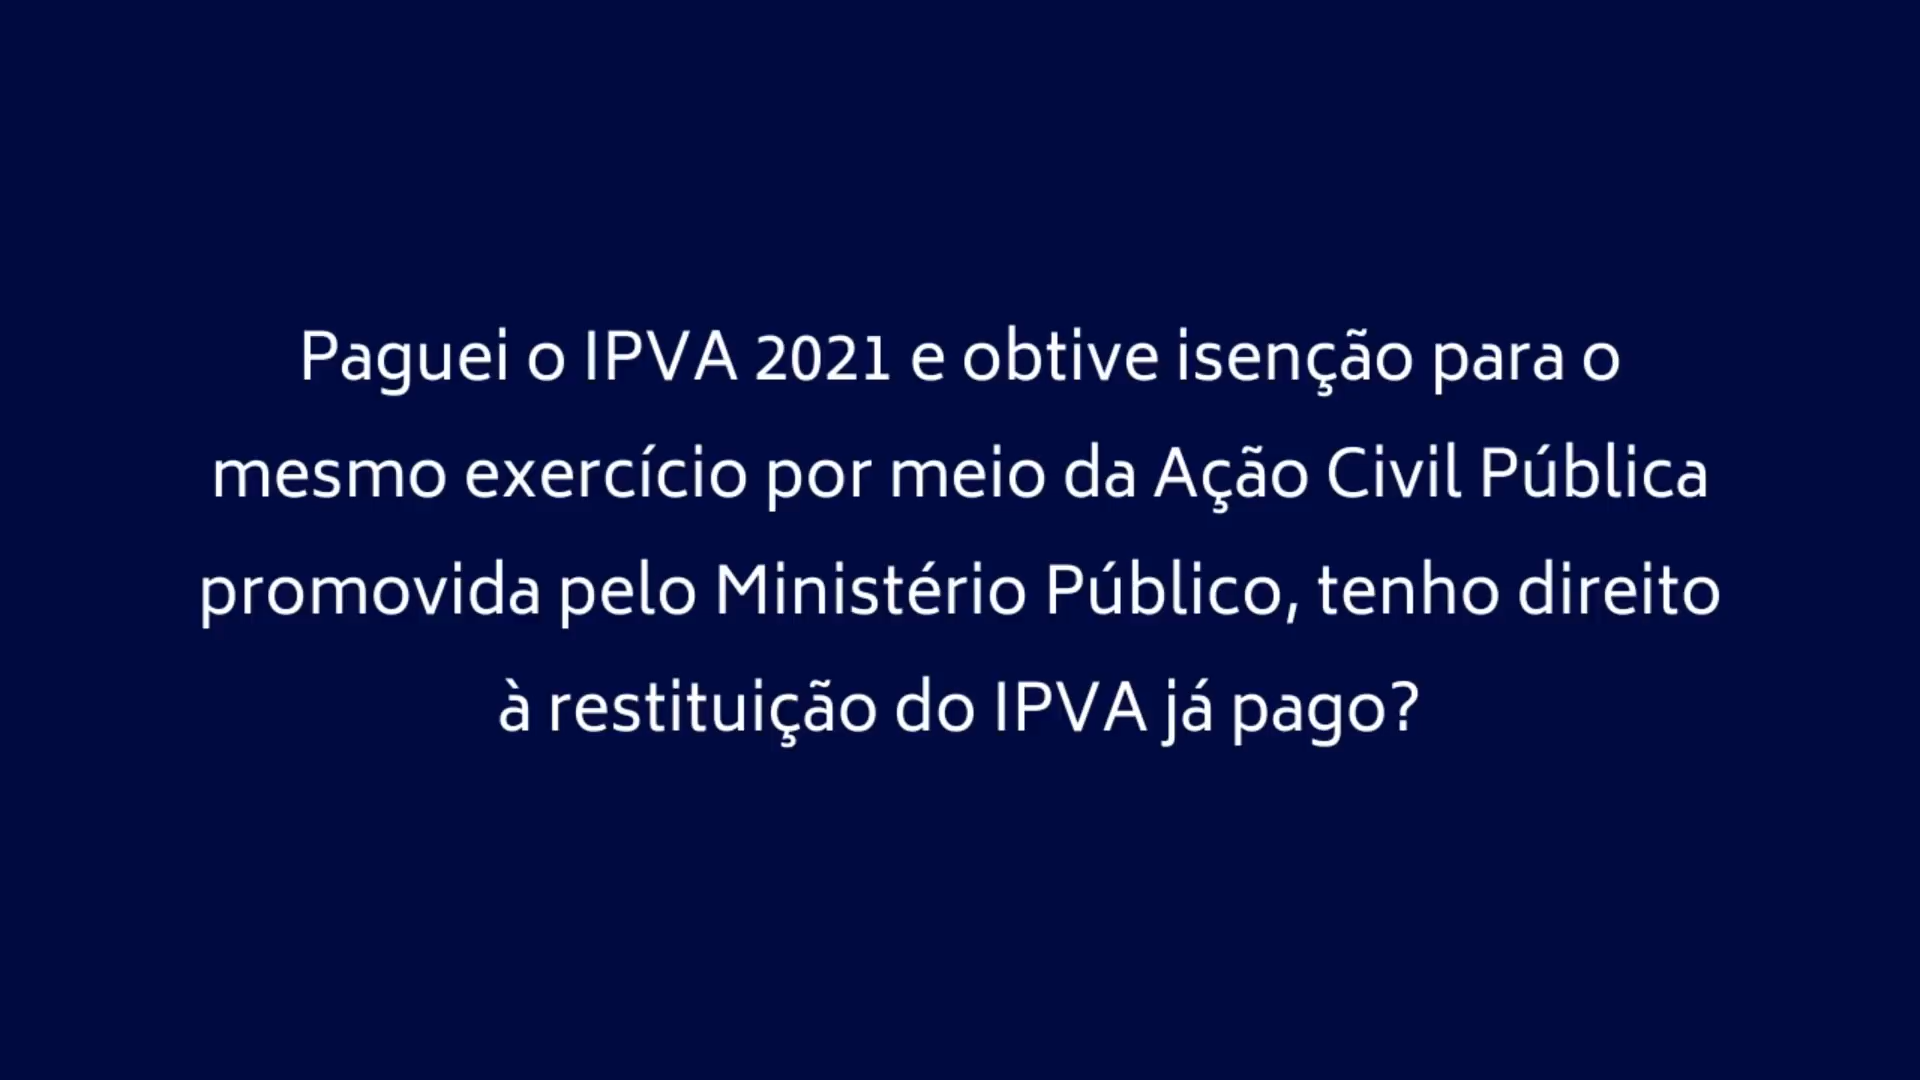 Paguei o IPVA 2021 e obtive isenção para o
mesmo exercício por meio da Ação Civil Pública
promovida pelo Ministério Público, tenho direito
à restituição do IPVA já pago?